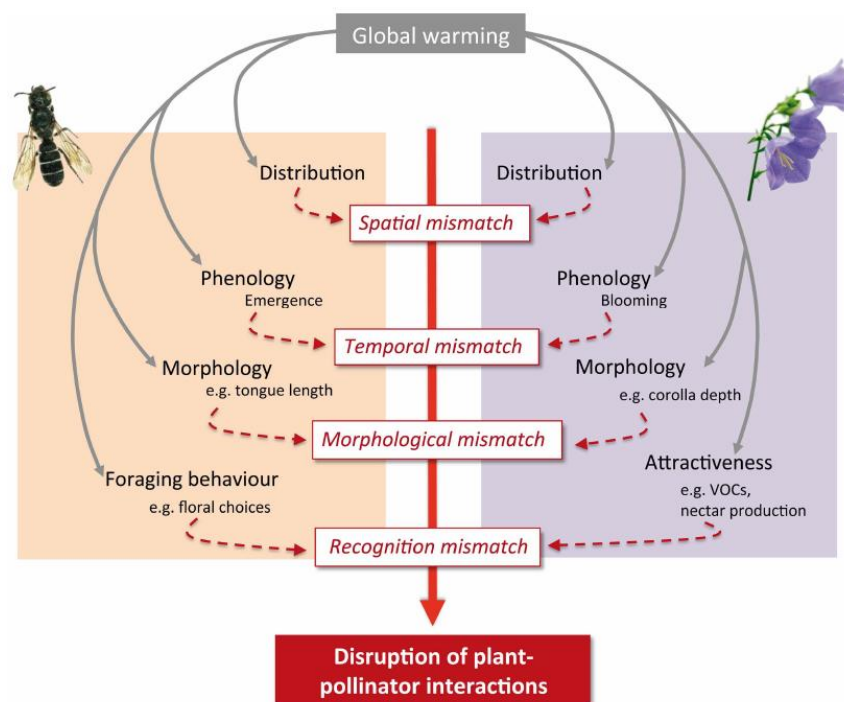 Global warming
Distribution
Distribution
Spatial mismatch
Phenology
Emergence
Phenology
Blooming
Temporal mismatch
Morphology
e.g. tongue length
Morphology
e.g. corolla depth
Morphological mismatch
Foraging behaviour
e.g. floral choices
Attractiveness
e.g. VOCs,
nectar production
Recognition mismatch
Disruption of plant-
pollinator interactions